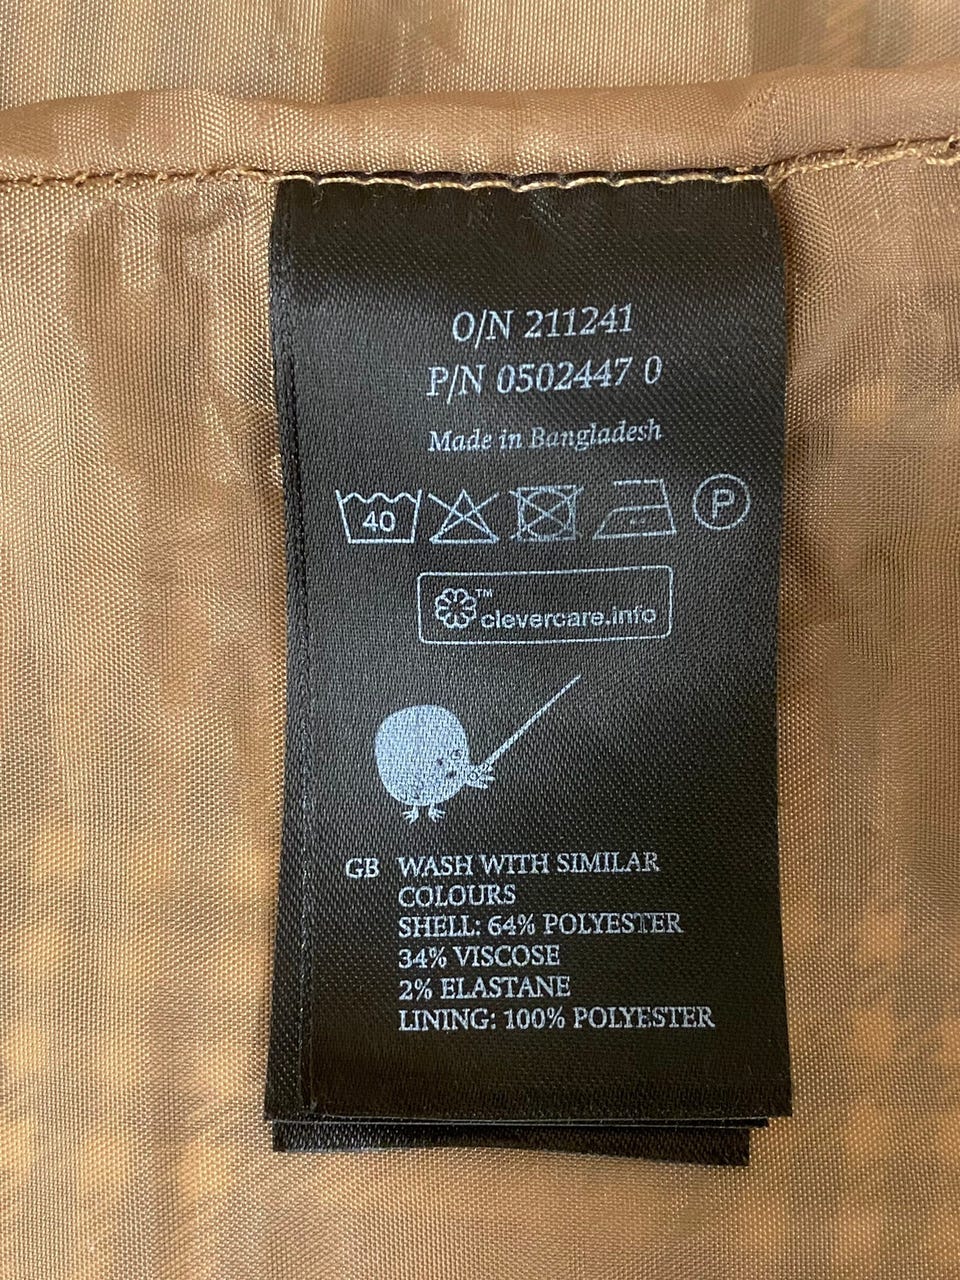 O/N 211241
P/N 0502447 0
Made in Bangladesh
40
P
™
clevercare.info
GB WASH WITH SIMILAR
COLOURS
SHELL: 64% POLYESTER
34% VISCOSE
2% ELASTANE
LINING: 100% POLYESTER